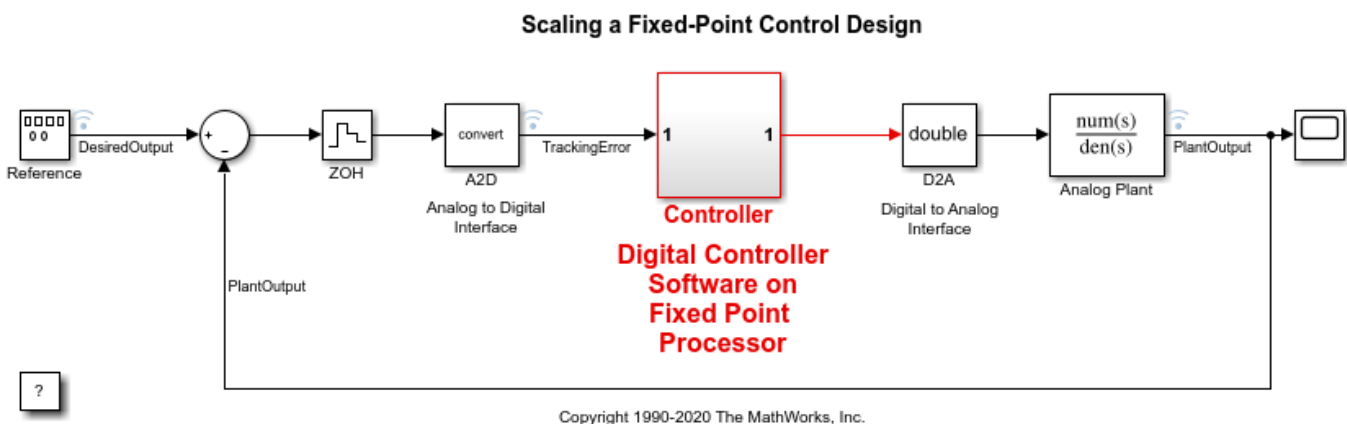 Scaling a Fixed-Point Control Design
Reference
DesiredOutput
+
-
ZOH
convert
A2D
Analog to Digital
Interface
TrackingError
1
1
Controller
Digital Controller
Software on
Fixed Point
Processor
double
D2A
Digital to Analog
Interface
num(s)
den(s)
Analog Plant
PlantOutput
PlantOutput
?
Copyright 1990-2020 The MathWorks, Inc.